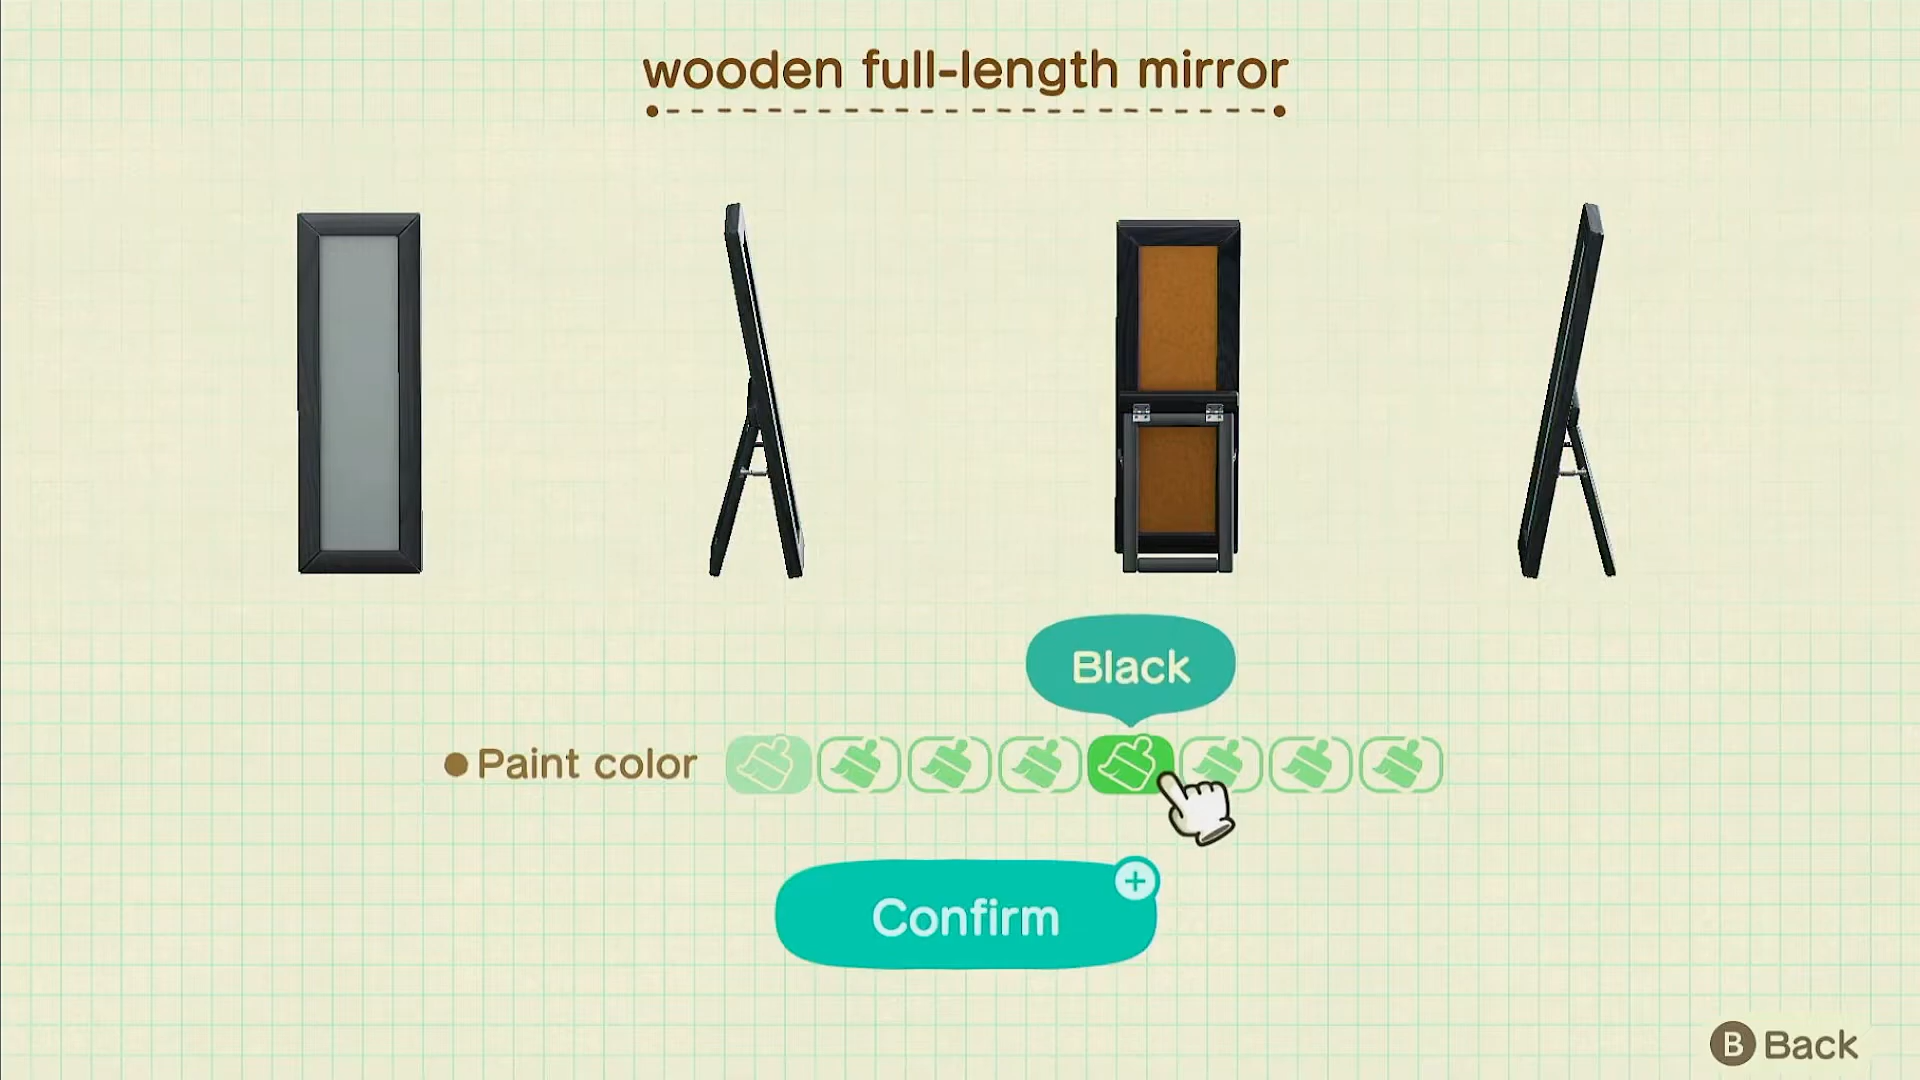 wooden full-length mirror
Black
Paint color
Confirm
+
B Back